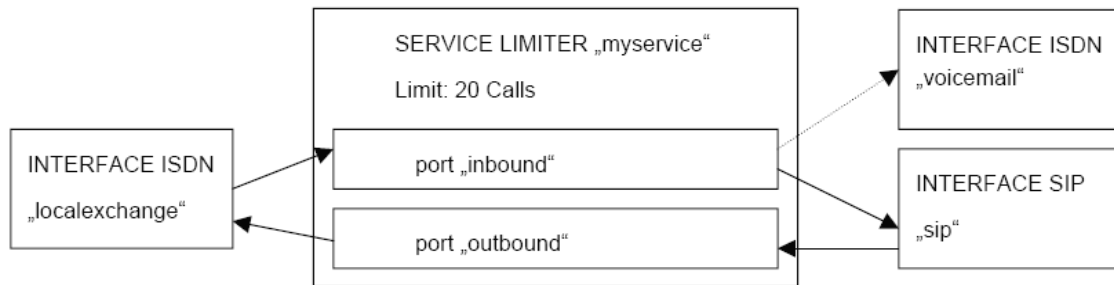 SERVICE LIMITER „myservice“
Limit: 20 Calls
INTERFACE ISDN
„localexchange“
port „inbound“
port „outbound“
INTERFACE ISDN
„voicemail“
INTERFACE SIP
„sip“